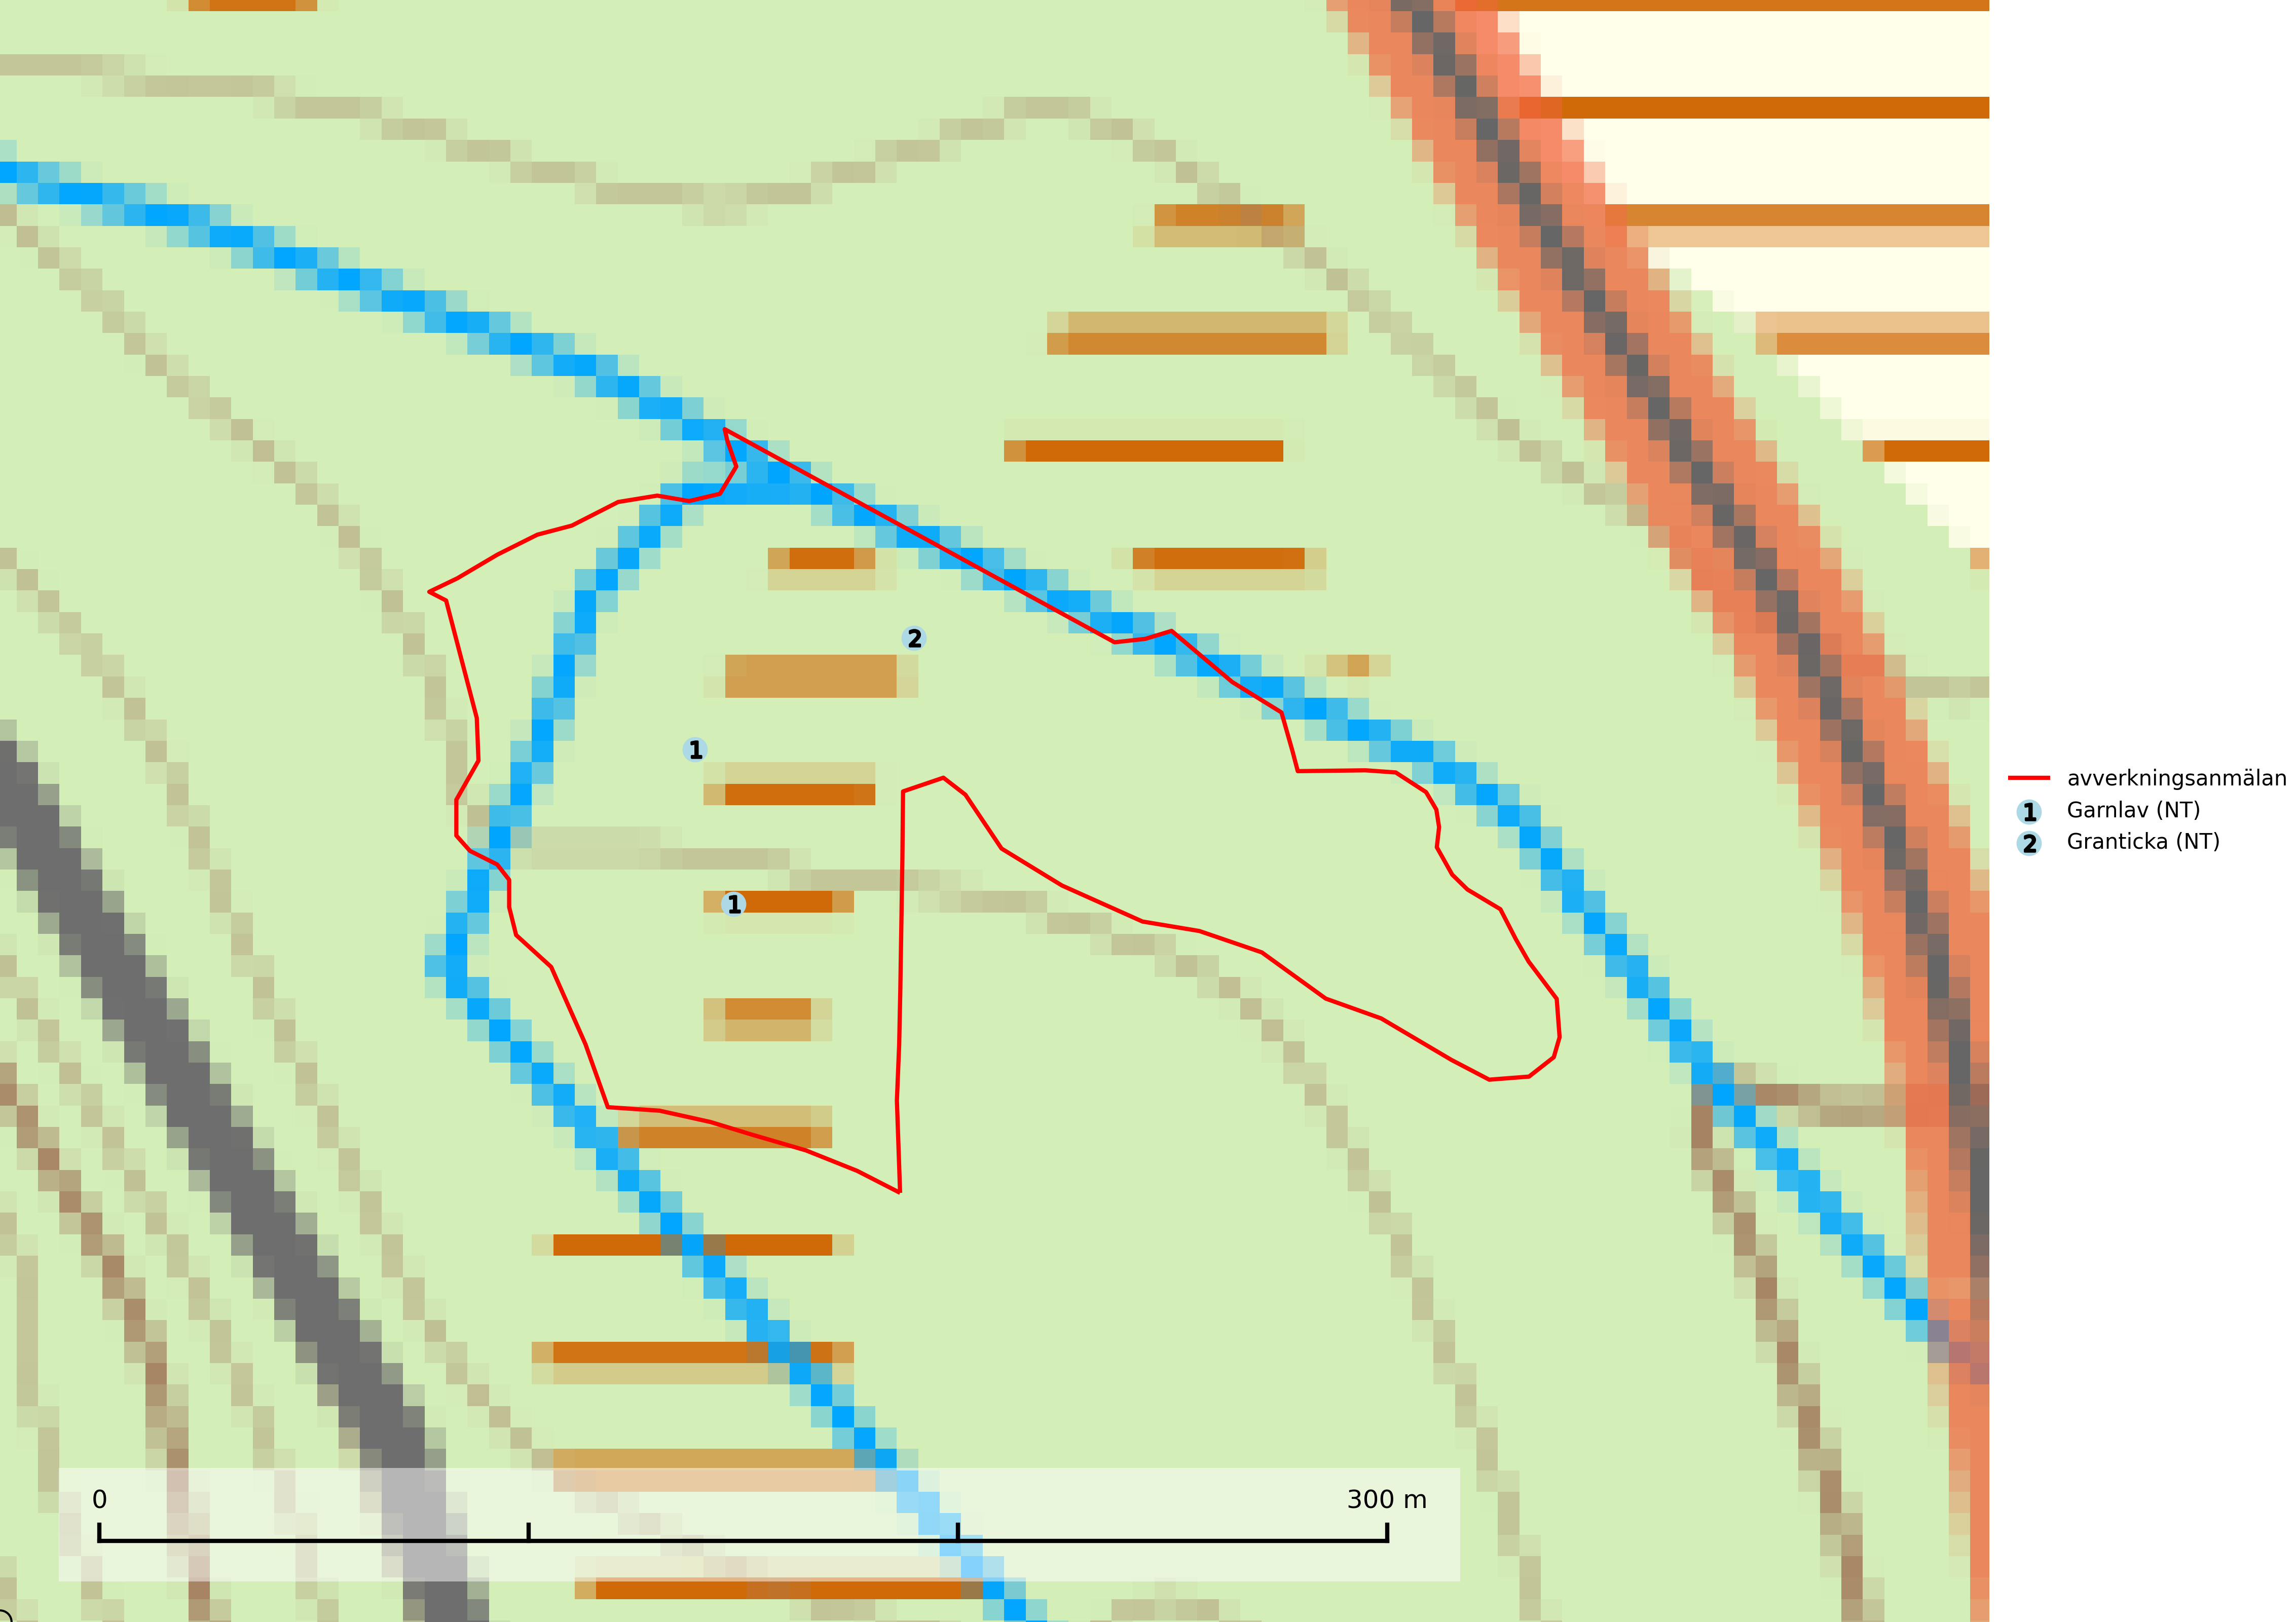 2
1
1
avverkningsanmälan
1 Garnlav (NT)
2 Granticka (NT)
0 300 m